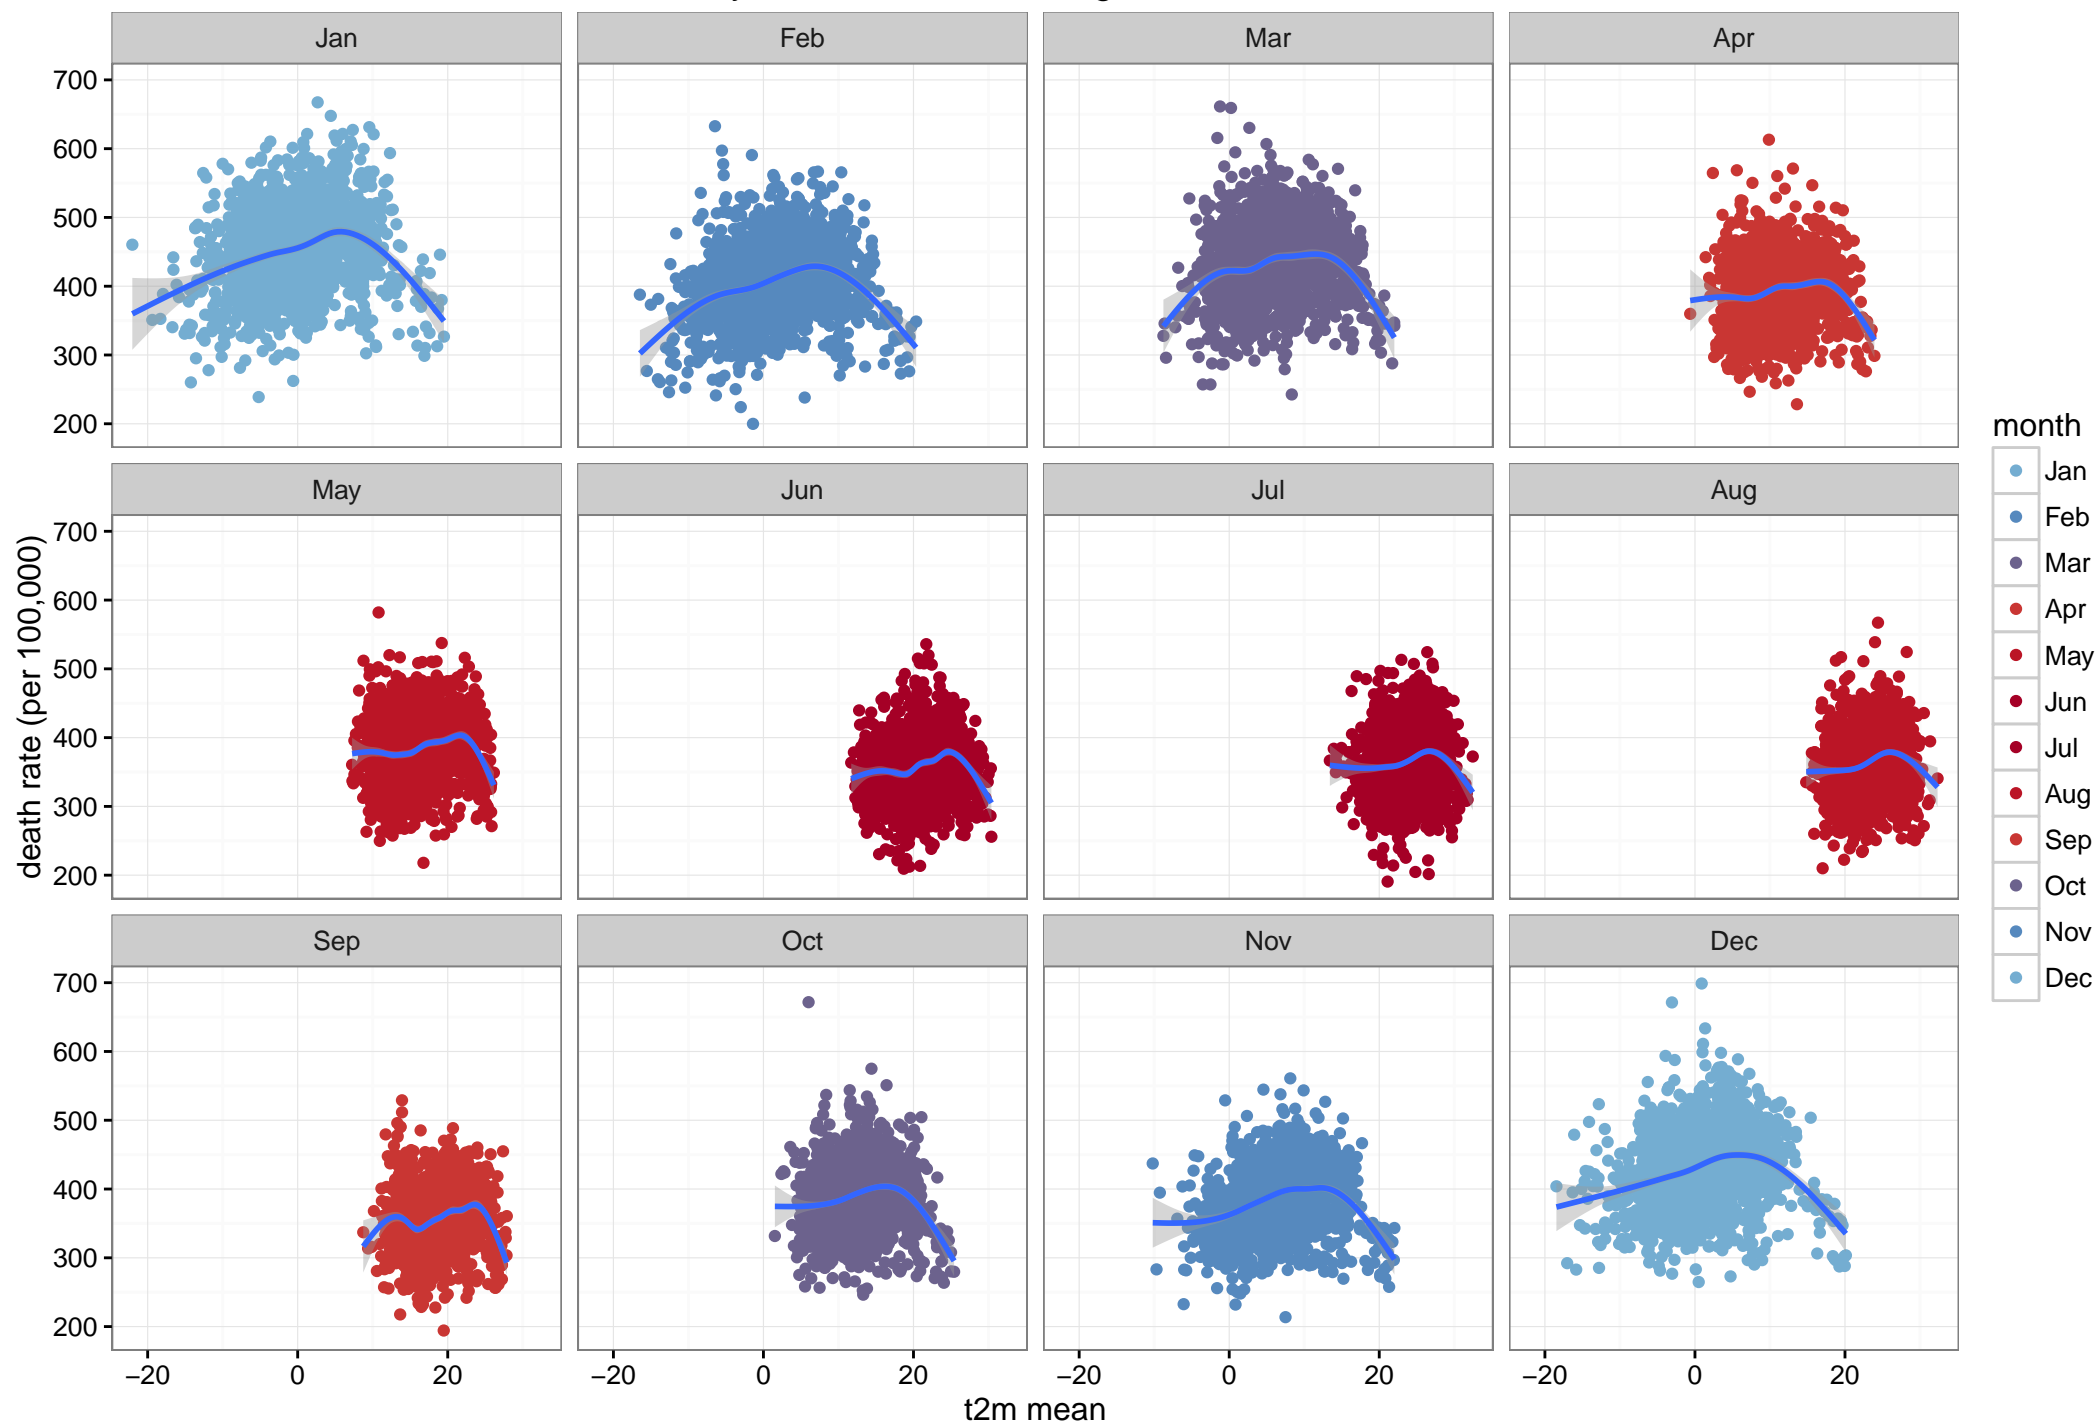 Jan Feb Mar Apr
700
600
500
400
300
200
May Jun Jul Aug
700
600
500
400
300
200
Sep Oct Nov Dec
700
600
500
400
300
200
−20 0 20 −20 0 20 −20 0 20 −20 0 20
t2m mean
death rate (per 100,000)
month
Jan
Feb
Mar
Apr
May
Jun
Jul
Aug
Sep
Oct
Nov
Dec